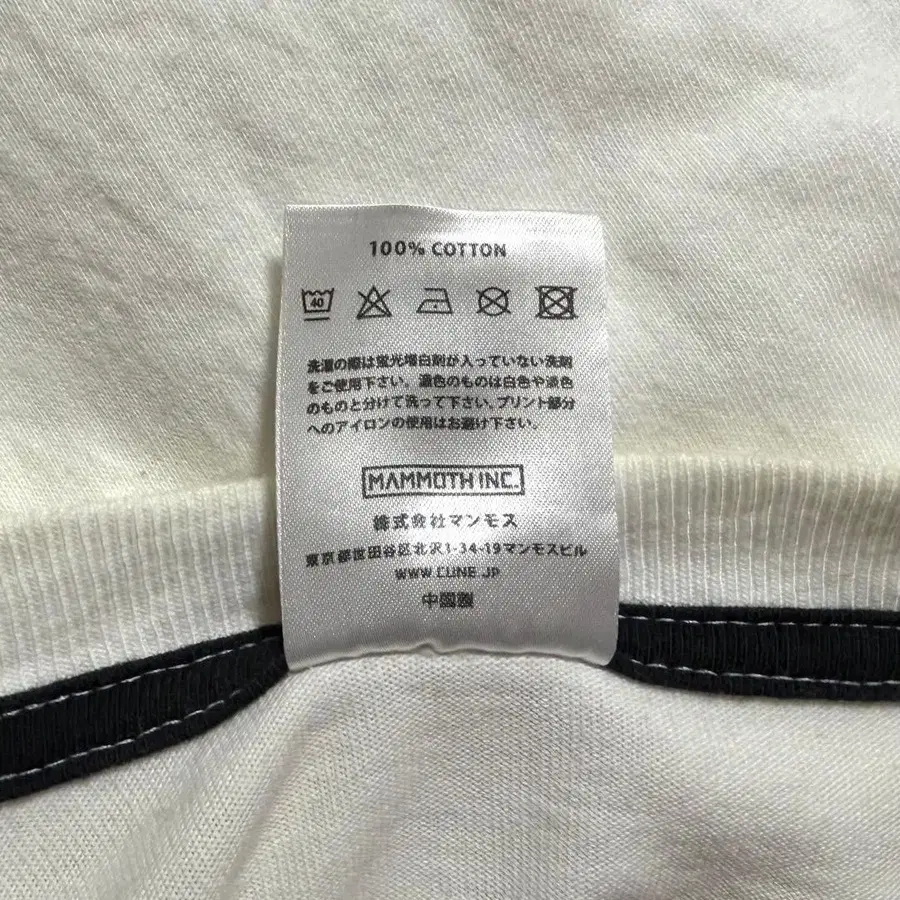 100% COTTON
40
洗濯の際は蛍光増白剤が入っていない洗剤
をご使用下さい。濃色のものは白色や淡色
のものと分けて洗って下さい。プリント部分
へのアイロンの使用はお避け下さい。
MAMMOTH INC.
株式会社マンモス
東京都世田谷区北沢1-34-19マンモスビル
WWW.CLINE.JP
中國製